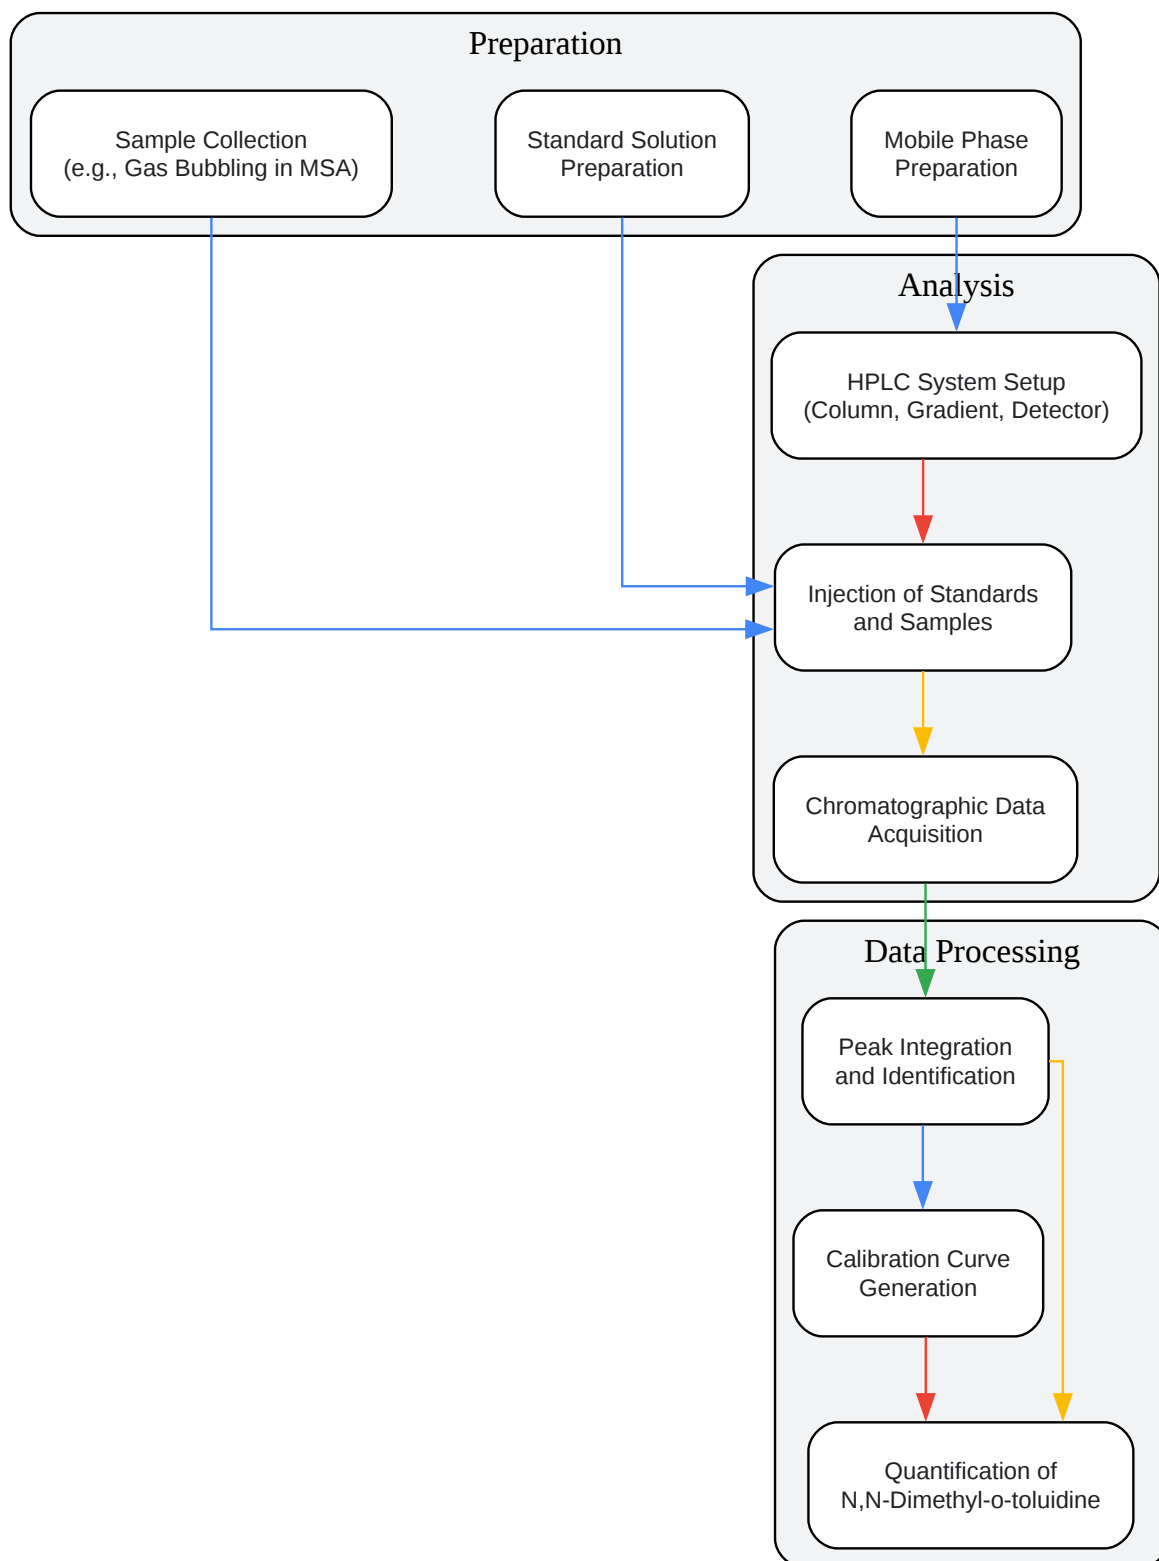 Preparation
Sample Collection
(e.g., Gas Bubbling in MSA)
Standard Solution
Preparation
Mobile Phase
Preparation
Analysis
HPLC System Setup
(Column, Gradient, Detector)
Injection of Standards
and Samples
Chromatographic Data
Acquisition
Data Processing
Peak Integration
and Identification
Calibration Curve
Generation
Quantification of
N,N-Dimethyl-o-toluidine